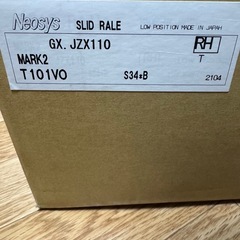 Neosys SLID RALE LOW POSITION MADE IN JAPAN
GX.JZX110 RH
MARK2 T
T101VO S34*B 2104